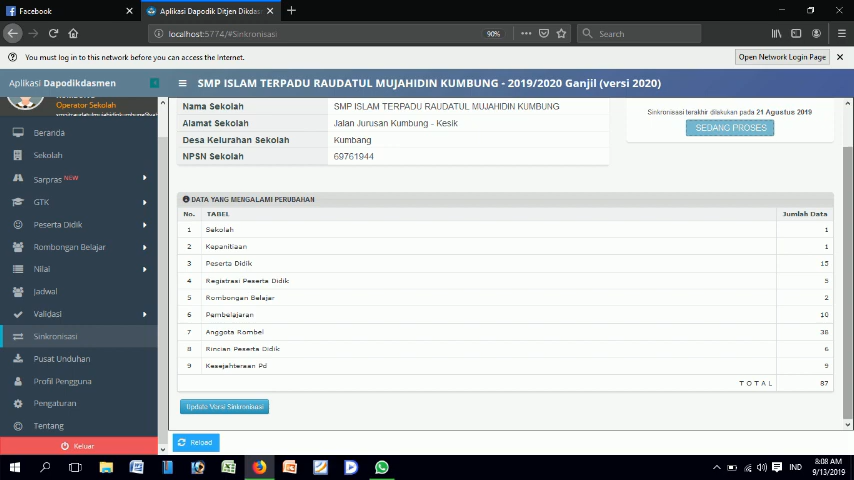 Facebook
Aplikasi Dapodik Ditjen Dikdas
localhost:5774/#Sinkronisasi
90%
Search
You must log in to this network before you can access the Internet.
Open Network Login Page
Aplikasi Dapodikdasmen
SMP ISLAM TERPADU RAUDATUL MUJAHIDIN KUMBUNG - 2019/2020 Ganjil (versi 2020)
Operator Sekolah
Beranda
Sekolah
Sarpras NEW
GTK
Peserta Didik
Rombongan Belajar
Nilai
Jadwal
Validasi
Sinkronisasi
Pusat Unduhan
Profil Pengguna
Pengaturan
Tentang
Keluar
Nama Sekolah SMP ISLAM TERPADU RAUDATUL MUJAHIDIN KUMBUNG
Alamat Sekolah Jalan Jurusan Kumbung - Kesik
Desa Kelurahan Sekolah Kumbang
NPSN Sekolah 69761944
Sinkronisasi terakhir dilakukan pada 21 Agustus 2019
SEDANG PROSES
DATA YANG MENGALAMI PERUBAHAN
No. TABEL Jumlah Data
1 Sekolah 1
2 Kepanitiaan 1
3 Peserta Didik 15
4 Registrasi Peserta Didik 5
5 Rombongan Belajar 2
6 Pembelajaran 10
7 Anggota Rombel 38
8 Rincian Peserta Didik 6
9 Kesejahteraan Pd 9
TOTAL 87
Update Versi Sinkronisasi
Reload
IND
8:08 AM
9/13/2019